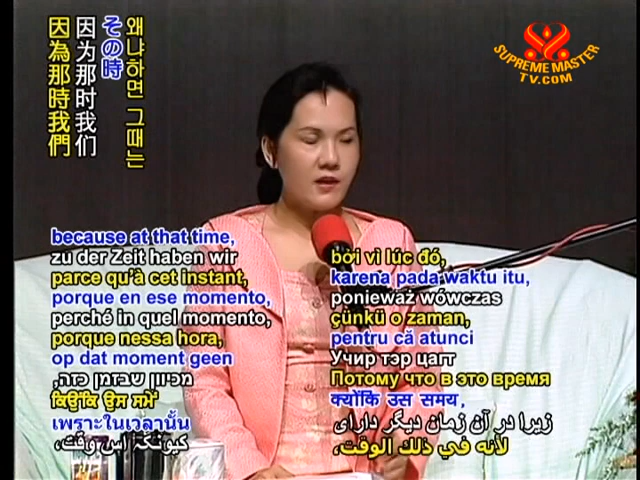 왜냐하면 그때는
その時
因为那时我们
因為那時我們
SUPREME MASTER
TV.COM
because at that time,
zu der Zeit haben wir
parce qu'à cet instant,
porque en ese momento,
perché in quel momento,
porque nessa hora,
op dat moment geen
מכיוון שבזמן כזה,
ਕਿਉਂਕਿ ਉਸ ਸਮੇਂ
เพราะในเวลานั้น
کیونکہ اس وقت،
bởi vì lúc đó,
karena pada waktu itu,
ponieważ wówczas
çünkü o zaman,
pentru că atunci
Учир тэр цагт
Потому что в это время
क्योंकि उस समय,
زیرا در آن زمان دیگر دارای
لأنه في ذلك الوقت،